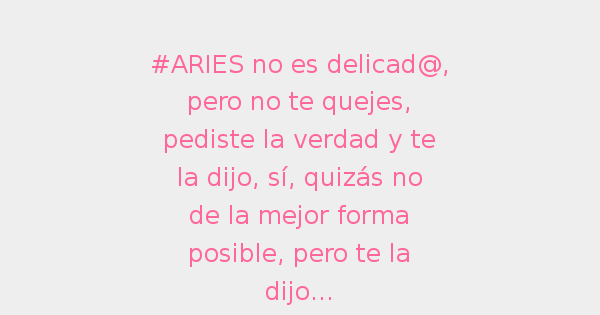 #ARIES no es delicad@,
pero no te quejes,
pediste la verdad y te
la dijo, sí, quizás no
de la mejor forma
posible, pero te la
dijo...